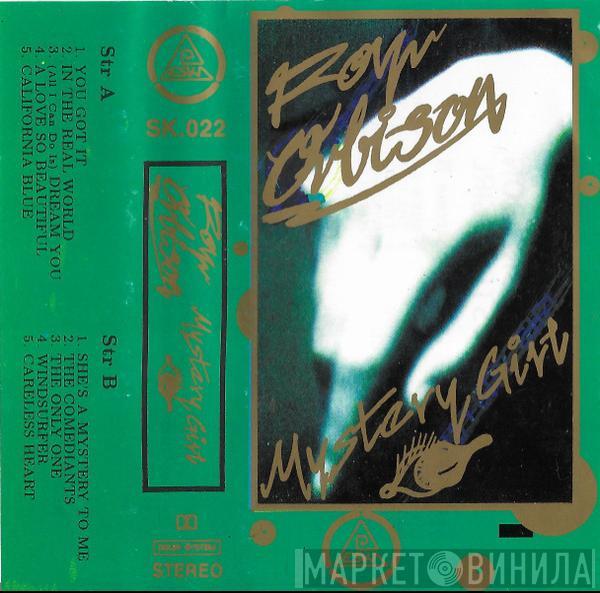 Str A
1. YOU GOT IT
2. IN THE REAL WORLD
3. (All I Can Do Is) DREAM YOU
4. A LOVE SO BEAUTIFUL
5. CALIFORNIA BLUE
Str B
1. SHE'S A MYSTERY TO ME
2. THE COMEDIANTS
3. THE ONLY ONE
4. WINDSURFER
5. CARELESS HEART
SK.022
Roy
Orbison
Mystery Girl
STEREO
Roy
Orbison
Mystery Girl
МАРКЕТ ВИНИЛА